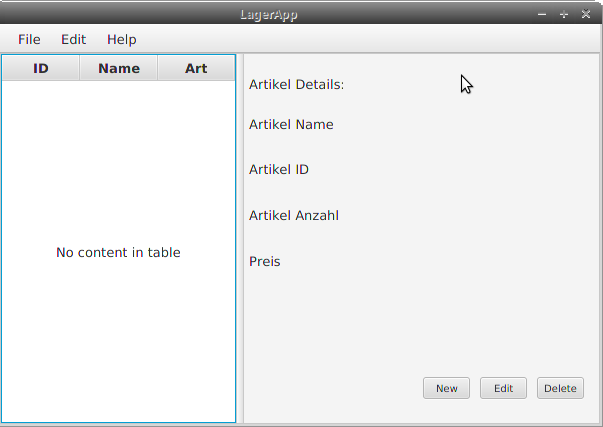 LagerApp
File Edit Help
ID Name Art
No content in table
Artikel Details:
Artikel Name
Artikel ID
Artikel Anzahl
Preis
New Edit Delete